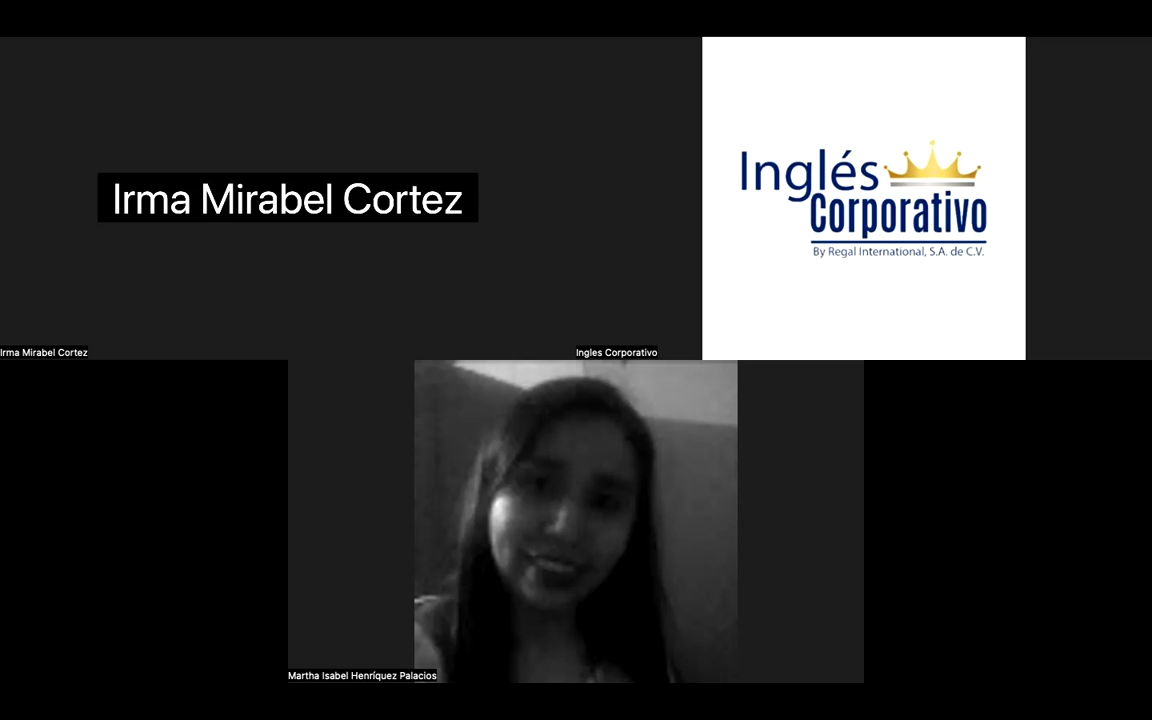 Irma Mirabel Cortez
Inglés
Corporativo
By Regal International, S.A. de C.V.
Irma Mirabel Cortez
Ingles Corporativo
Martha Isabel Henríquez Palacios